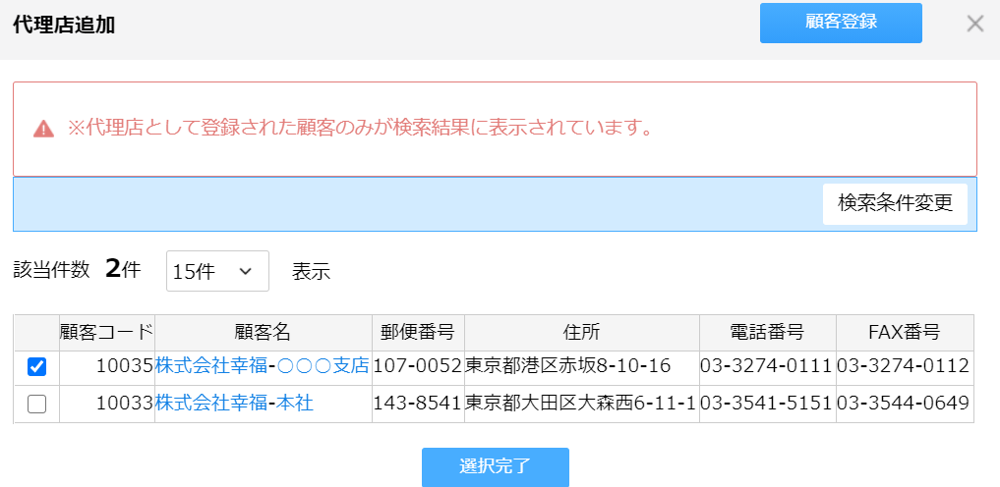 代理店追加 顧客登録
※代理店として登録された顧客のみが検索結果に表示されています。
検索条件変更
該当件数 2件 15件 表示
顧客コード 顧客名 郵便番号 住所 電話番号 FAX番号
10035 株式会社幸福-〇〇〇支店 107-0052 東京都港区赤坂8-10-16 03-3274-0111 03-3274-0112
10033 株式会社幸福-本社 143-8541 東京都大田区大森西6-11-1 03-3541-5151 03-3544-0649
選択完了